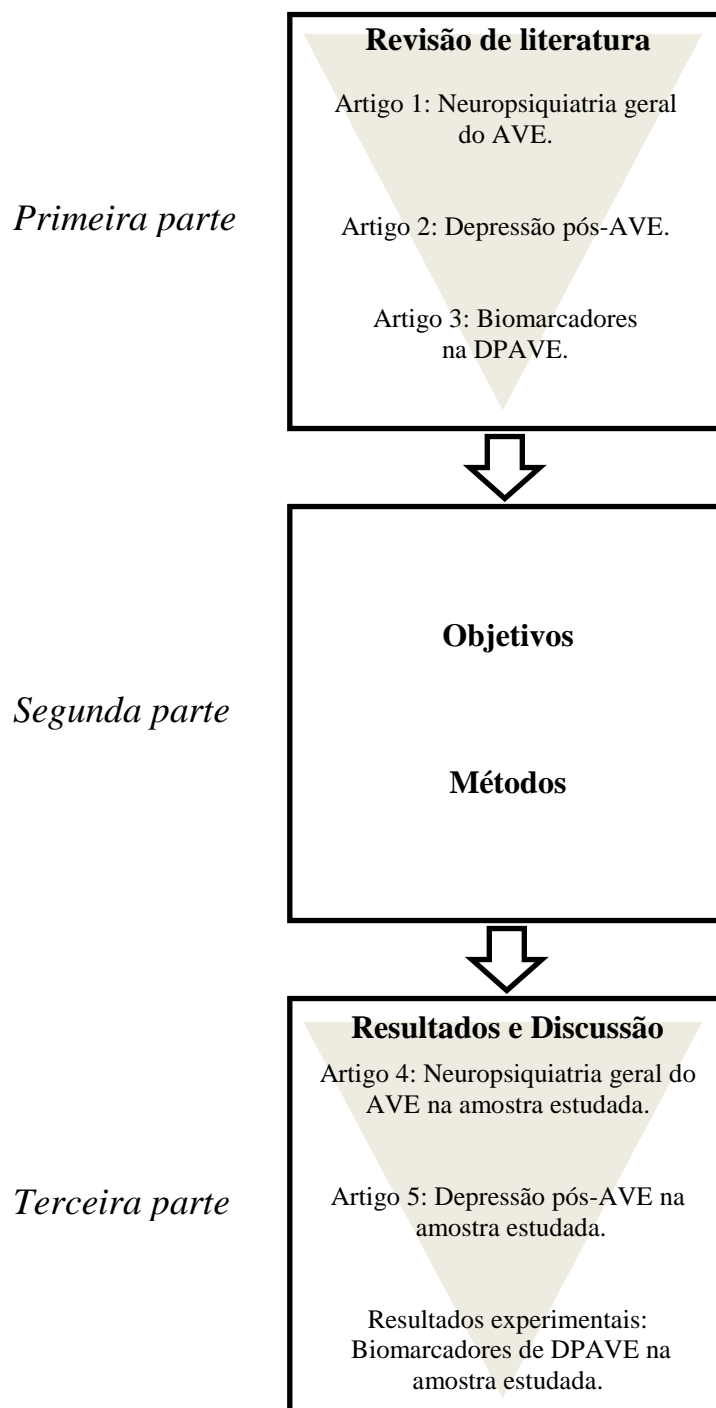 Revisão de literatura
Artigo 1: Neuropsiquiatria geral
do AVE.
Primeira parte
Artigo 2: Depressão pós-AVE.
Artigo 3: Biomarcadores
na DPAVE.
Objetivos
Segunda parte
Métodos
Resultados e Discussão
Artigo 4: Neuropsiquiatria geral do
AVE na amostra estudada.
Terceira parte
Artigo 5: Depressão pós-AVE na
amostra estudada.
Resultados experimentais:
Biomarcadores de DPAVE na
amostra estudada.